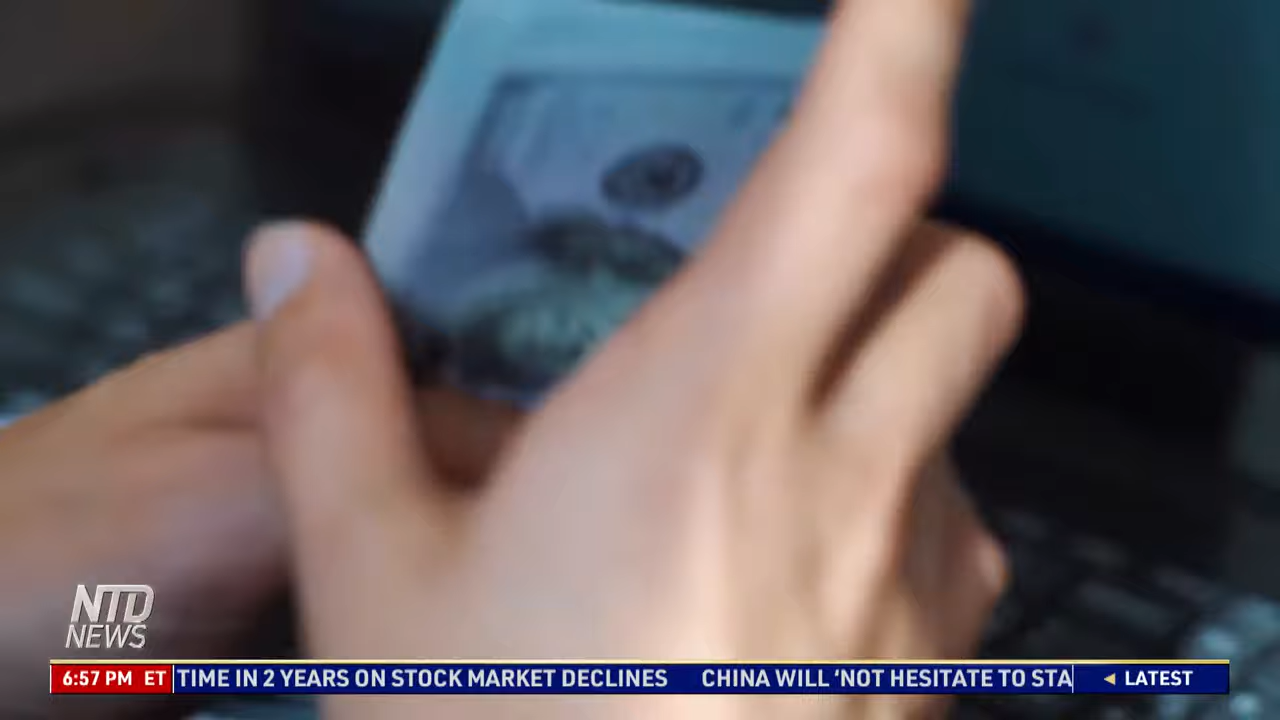 NTD
NEWS
6:57 PM ET TIME IN 2 YEARS ON STOCK MARKET DECLINES CHINA WILL ‘NOT HESITATE TO STA ◄ LATEST